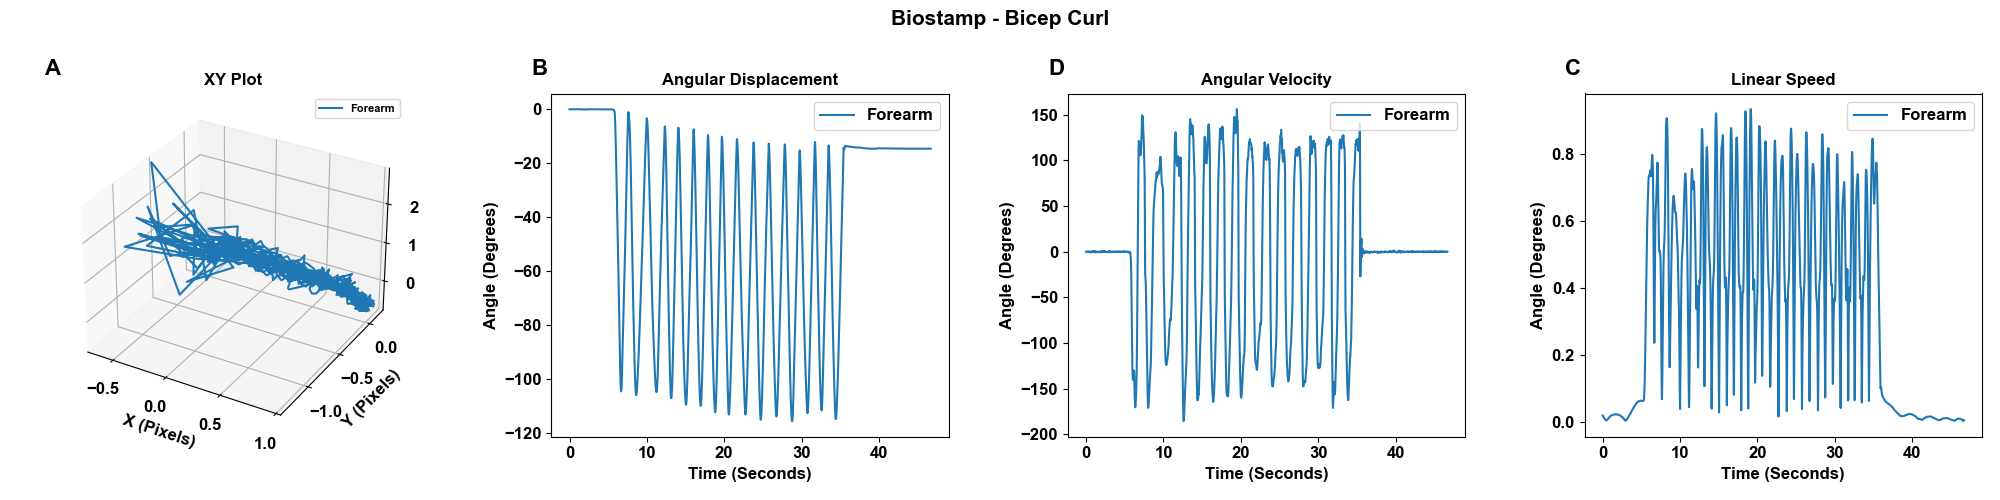 Biostamp - Bicep Curl
A
XY Plot
Forearm
2
1
0
0.0
−0.5
−1.0
−0.5
0.0
0.5
1.0
X (Pixels)
Y (Pixels)
B
Angular Displacement
Forearm
0
−20
−40
−60
−80
−100
−120
0
10
20
30
40
Angle (Degrees)
Time (Seconds)
D
Angular Velocity
Forearm
150
100
50
0
−50
−100
−150
−200
0
10
20
30
40
Angle (Degrees)
Time (Seconds)
C
Linear Speed
Forearm
0.8
0.6
0.4
0.2
0.0
0
10
20
30
40
Angle (Degrees)
Time (Seconds)